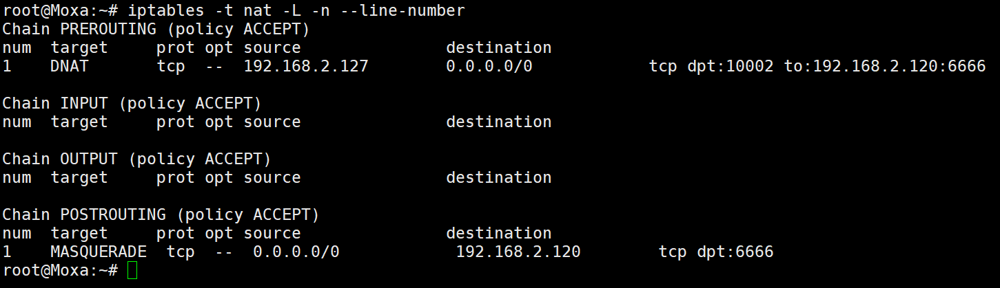 root@Moxa:~# iptables -t nat -L -n --line-number
Chain PREROUTING (policy ACCEPT)
num  target     prot opt source               destination
1    DNAT       tcp  --  192.168.2.127        0.0.0.0/0            tcp dpt:10002 to:192.168.2.120:6666

Chain INPUT (policy ACCEPT)
num  target     prot opt source               destination

Chain OUTPUT (policy ACCEPT)
num  target     prot opt source               destination

Chain POSTROUTING (policy ACCEPT)
num  target     prot opt source               destination
1    MASQUERADE  tcp  --  0.0.0.0/0            192.168.2.120        tcp dpt:6666
root@Moxa:~#